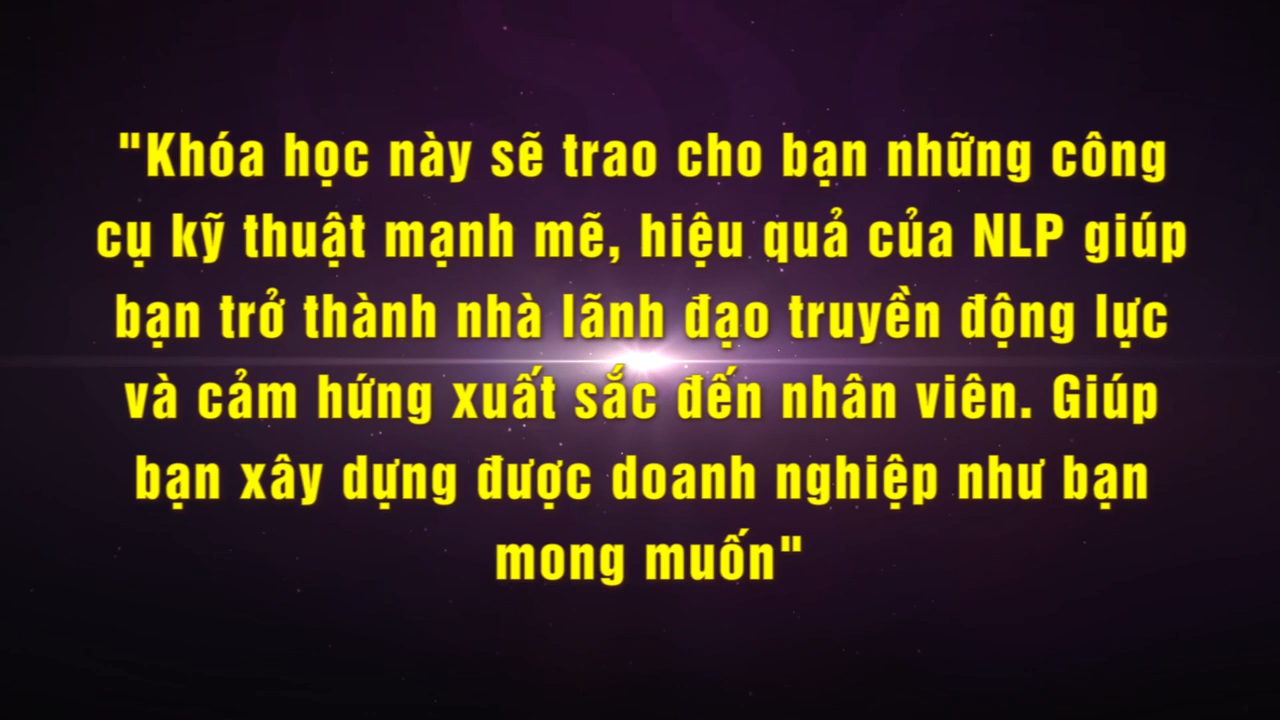 "Khóa học này sẽ trao cho bạn những công
cụ kỹ thuật mạnh mẽ, hiệu quả của NLP giúp
bạn trở thành nhà lãnh đạo truyền động lực
và cảm hứng xuất sắc đến nhân viên. Giúp
bạn xây dựng được doanh nghiệp như bạn
mong muốn"